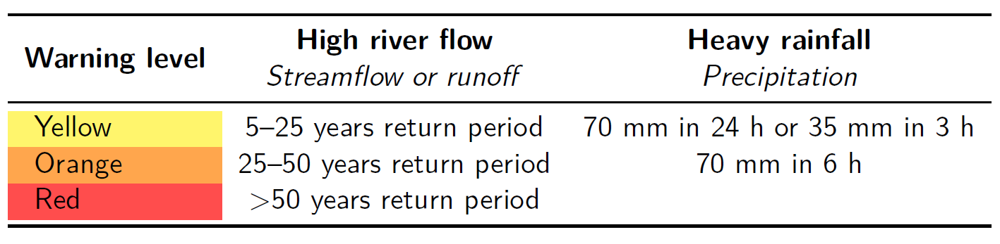 Warning level High river flow Heavy rainfall
Streamflow or runoff Precipitation
Yellow 5–25 years return period 70 mm in 24 h or 35 mm in 3 h
Orange 25–50 years return period 70 mm in 6 h
Red >50 years return period